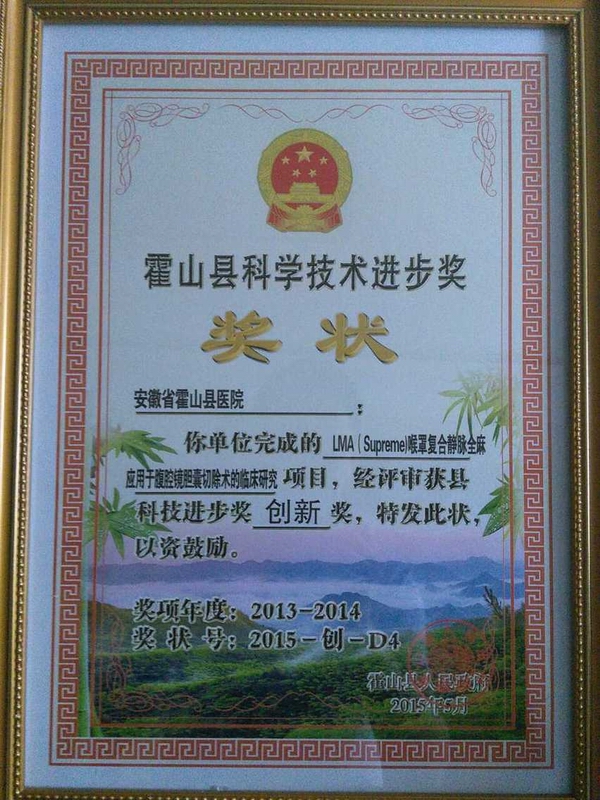 霍山县科学技术进步奖
奖状
安徽省霍山县医院：
你单位完成的 LMA（Supreme)喉罩复合静脉全麻
应用于腹腔镜胆囊切除术的临床研究 项目，经评审获县
科技进步奖 创新 奖，特发此状，
以资鼓励。
奖项年度：2013-2014
奖状号：2015-创-D4
霍山县人民政府
2015年5月